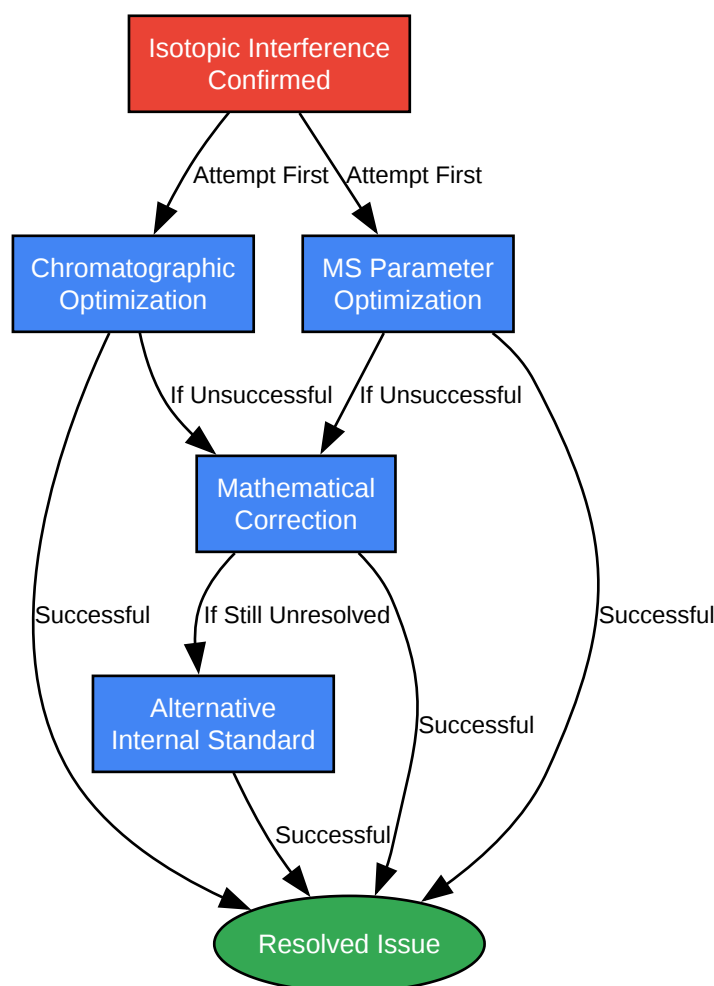 Isotopic Interference
Confirmed
Attempt First
Attempt First
Chromatographic
Optimization
MS Parameter
Optimization
If Unsuccessful
If Unsuccessful
Mathematical
Correction
Successful
If Still Unresolved
Successful
Alternative
Internal Standard
Successful
Successful
Resolved Issue